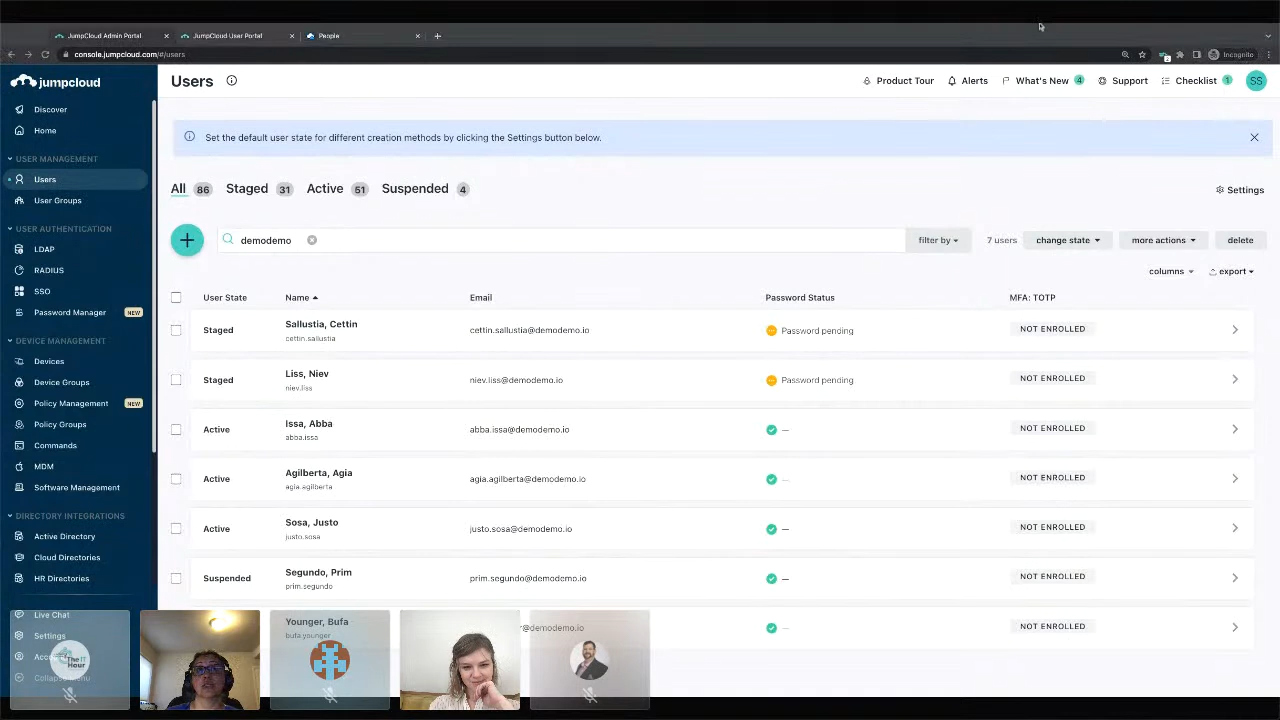 JumpCloud Admin Portal
JumpCloud User Portal
People
console.jumpcloud.com/#/users
Incognito
jumpcloud
Users
Product Tour
Alerts
What's New 4
Support
Checklist 1
SS
Discover
Home
USER MANAGEMENT
Users
User Groups
USER AUTHENTICATION
LDAP
RADIUS
SSO
Password Manager NEW
DEVICE MANAGEMENT
Devices
Device Groups
Policy Management NEW
Policy Groups
Commands
MDM
Software Management
DIRECTORY INTEGRATIONS
Active Directory
Cloud Directories
HR Directories
Live Chat
Settings
Collapse Menu
Set the default user state for different creation methods by clicking the Settings button below.
All 86 Staged 31 Active 51 Suspended 4
Settings
demodemo
filter by
7 users
change state
more actions
delete
columns
export
User State Name Email Password Status MFA: TOTP
Staged Sallustia, Cettin cettin.sallustia@demodemo.io Password pending NOT ENROLLED
cettin.sallustia
Staged Liss, Niev niev.liss@demodemo.io Password pending NOT ENROLLED
niev.liss
Active Issa, Abba abba.issa@demodemo.io — NOT ENROLLED
abba.issa
Active Agilberta, Agia agia.agilberta@demodemo.io — NOT ENROLLED
agia.agilberta
Active Sosa, Justo justo.sosa@demodemo.io — NOT ENROLLED
justo.sosa
Suspended Segundo, Prim prim.segundo@demodemo.io — NOT ENROLLED
prim.segundo
Younger, Bufa r@demodemo.io — NOT ENROLLED
bufa.younger
The IT
Hour